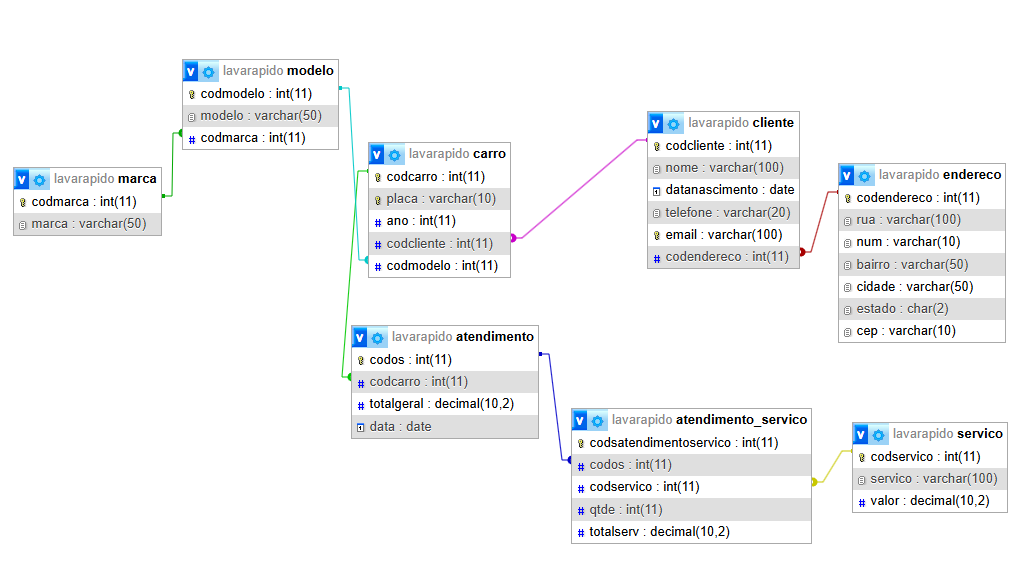 lavarapido modelo
codmodelo : int(11)
modelo : varchar(50)
codmarca : int(11)
lavarapido marca
codmarca : int(11)
marca : varchar(50)
lavarapido carro
codcarro : int(11)
placa : varchar(10)
ano : int(11)
codcliente : int(11)
codmodelo : int(11)
lavarapido cliente
codcliente : int(11)
nome : varchar(100)
datanascimento : date
telefone : varchar(20)
email : varchar(100)
codendereco : int(11)
lavarapido endereco
codendereco : int(11)
rua : varchar(100)
num : varchar(10)
bairro : varchar(50)
cidade : varchar(50)
estado : char(2)
cep : varchar(10)
lavarapido atendimento
codos : int(11)
codcarro : int(11)
totalgeral : decimal(10,2)
data : date
lavarapido atendimento_servico
codsatendimentoservico : int(11)
codos : int(11)
codservico : int(11)
qtde : int(11)
totalserv : decimal(10,2)
lavarapido servico
codservico : int(11)
servico : varchar(100)
valor : decimal(10,2)